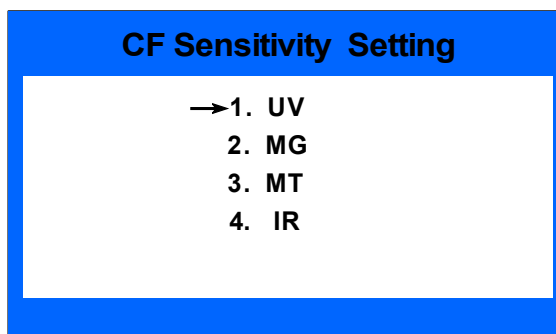 CF Sensitivity Setting
→1. UV
2. MG
3. MT
4. IR